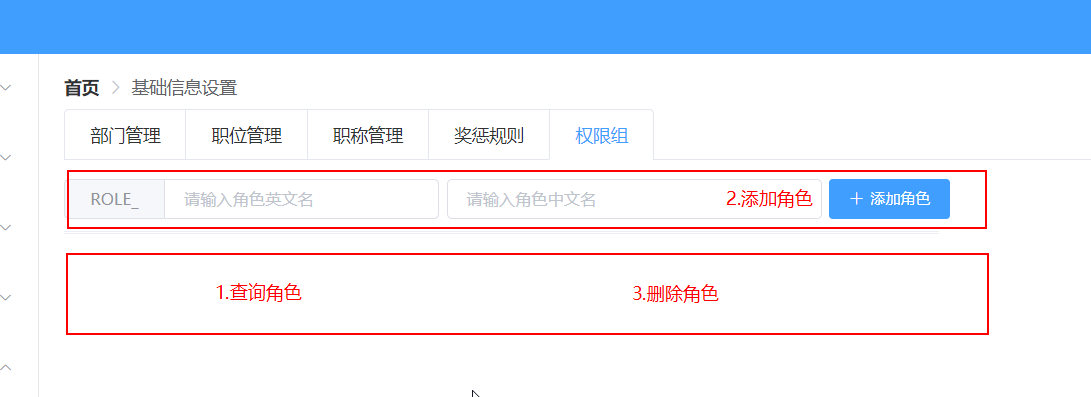 首页 > 基础信息设置
部门管理 职位管理 职称管理 奖惩规则 权限组
ROLE_ 请输入角色英文名 请输入角色中文名 2.添加角色 + 添加角色
1.查询角色 3.删除角色